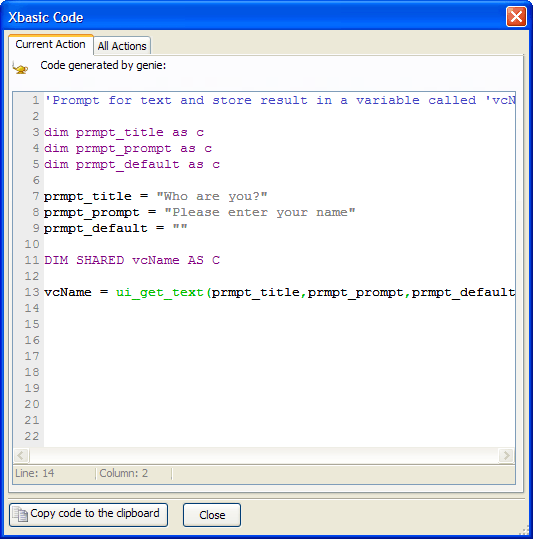 Xbasic Code
Current Action
All Actions
Code generated by genie:
1 'Prompt for text and store result in a variable called 'vcN
2
3 dim prmpt_title as c
4 dim prmpt_prompt as c
5 dim prmpt_default as c
6
7 prmpt_title = "Who are you?"
8 prmpt_prompt = "Please enter your name"
9 prmpt_default = ""
10
11 DIM SHARED vcName AS C
12
13 vcName = ui_get_text(prmpt_title,prmpt_prompt,prmpt_default
14
15
16
17
18
19
20
21
22
Line: 14 Column: 2
Copy code to the clipboard Close